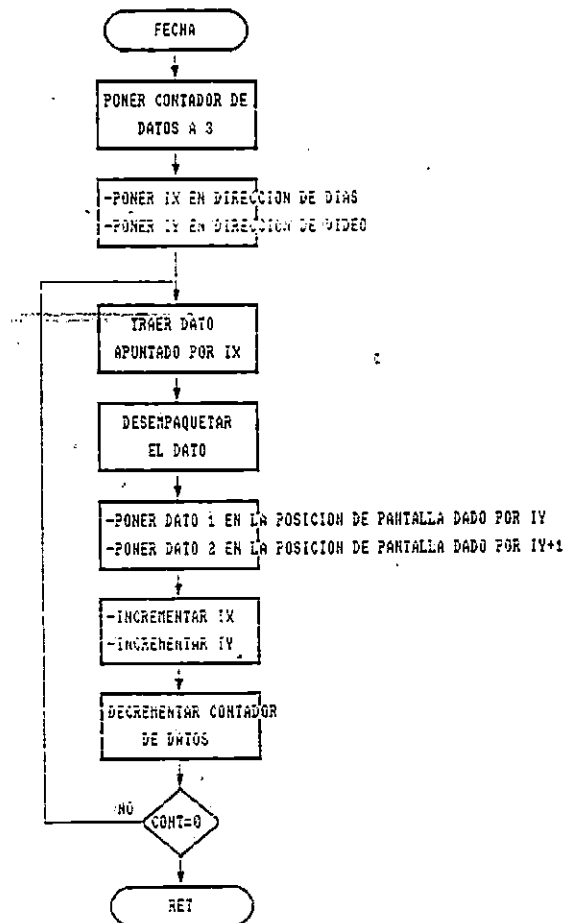 FECHA
PONER CONTADOR DE
DATOS A 3
-PONER IX EN DIRECCION DE DIAS
-PONER IY EN DIRECCION DE VIDEO
TRAER DATO
APUNTADO POR IX
DESEMPAQUETAR
EL DATO
-PONER DATO 1 EN LA POSICION DE PANTALLA DADO POR IY
-PONER DATO 2 EN LA POSICION DE PANTALLA DADO POR IY+1
-INCREMENTAR IX
-INCREMENTAR IY
DECREMENTAR CONTADOR
DE DATOS
NO
CONT=0
RET